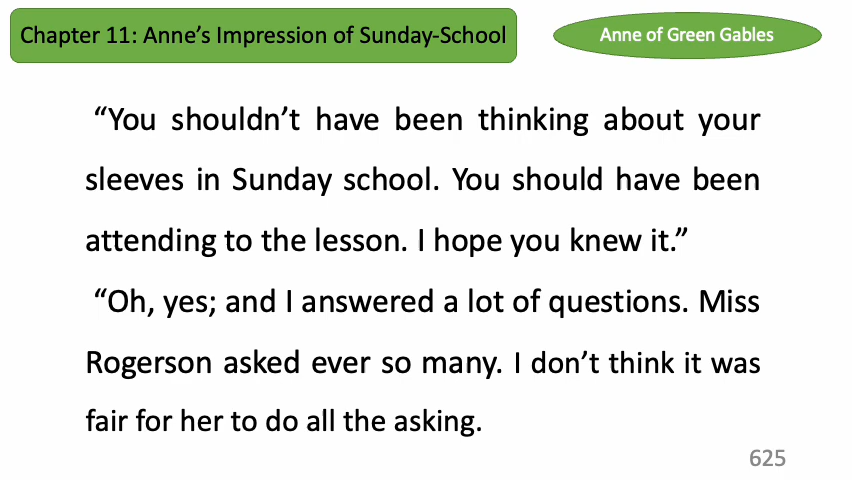 Chapter 11: Anne’s Impression of Sunday-School
Anne of Green Gables
“You shouldn’t have been thinking about your
sleeves in Sunday school. You should have been
attending to the lesson. I hope you knew it.”
“Oh, yes; and I answered a lot of questions. Miss
Rogerson asked ever so many. I don’t think it was
fair for her to do all the asking.
625